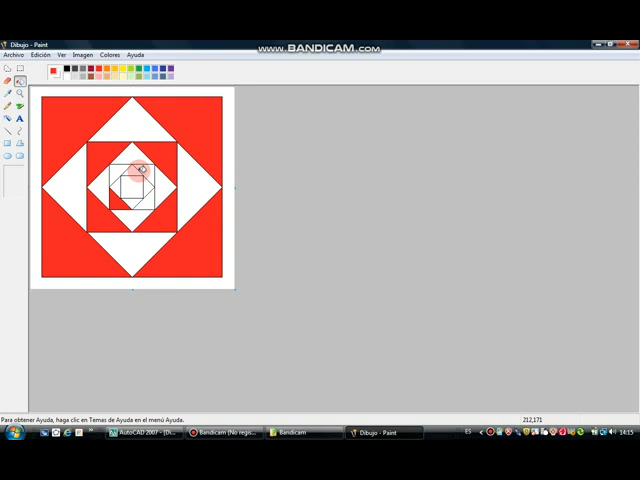 www.BANDICAM.com
Dibujo - Paint
Archivo Edición Ver Imagen Colores Ayuda
A
Para obtener Ayuda, haga clic en Temas de Ayuda en el menú Ayuda.
212,171
AutoCAD 2007 - [Di...
Bandicam [No regis...
Bandicam
Dibujo - Paint
ES
14:15